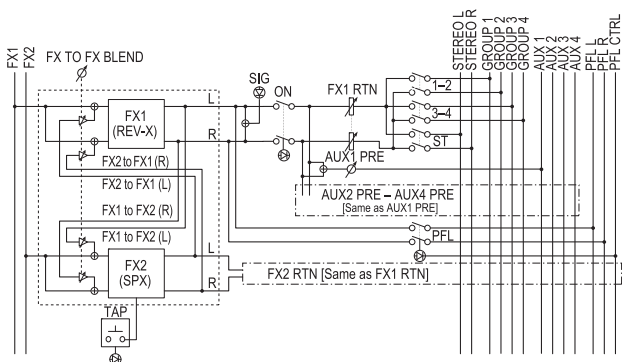 FX1
FX2
FX TO FX BLEND
STEREO L
STEREO R
GROUP 1
GROUP 2
GROUP 3
GROUP 4
AUX 1
AUX 2
AUX 3
AUX 4
PFL L
PFL R
PFL CTRL
SIG
ON
FX1 RTN
L
1–2
FX1
(REV-X)
3–4
R
ST
AUX1 PRE
FX2 to FX1 (R)
FX2 to FX1 (L)
AUX2 PRE – AUX4 PRE
[Same as AUX1 PRE]
FX1 to FX2 (R)
FX1 to FX2 (L)
PFL
L
FX2
(SPX)
FX2 RTN [Same as FX1 RTN]
R
TAP